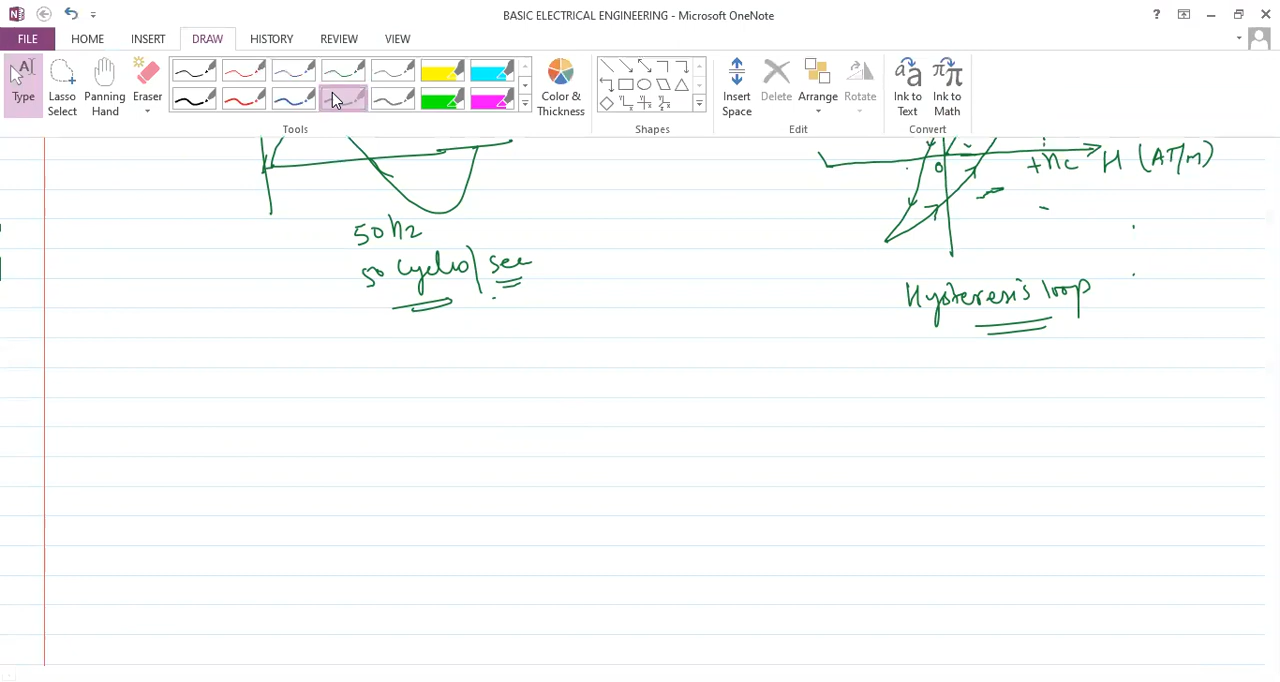 BASIC ELECTRICAL ENGINEERING - Microsoft OneNote
?
FILE HOME INSERT DRAW HISTORY REVIEW VIEW
Type
Lasso Select
Panning Hand
Eraser
Color & Thickness
Insert Space
Delete
Arrange
Rotate
Ink to Text
Ink to Math
Tools
Shapes
Edit
Convert
0
+Hc
H (AT/M)
50 Hz
50 cycles/sec
Hysteresis loop